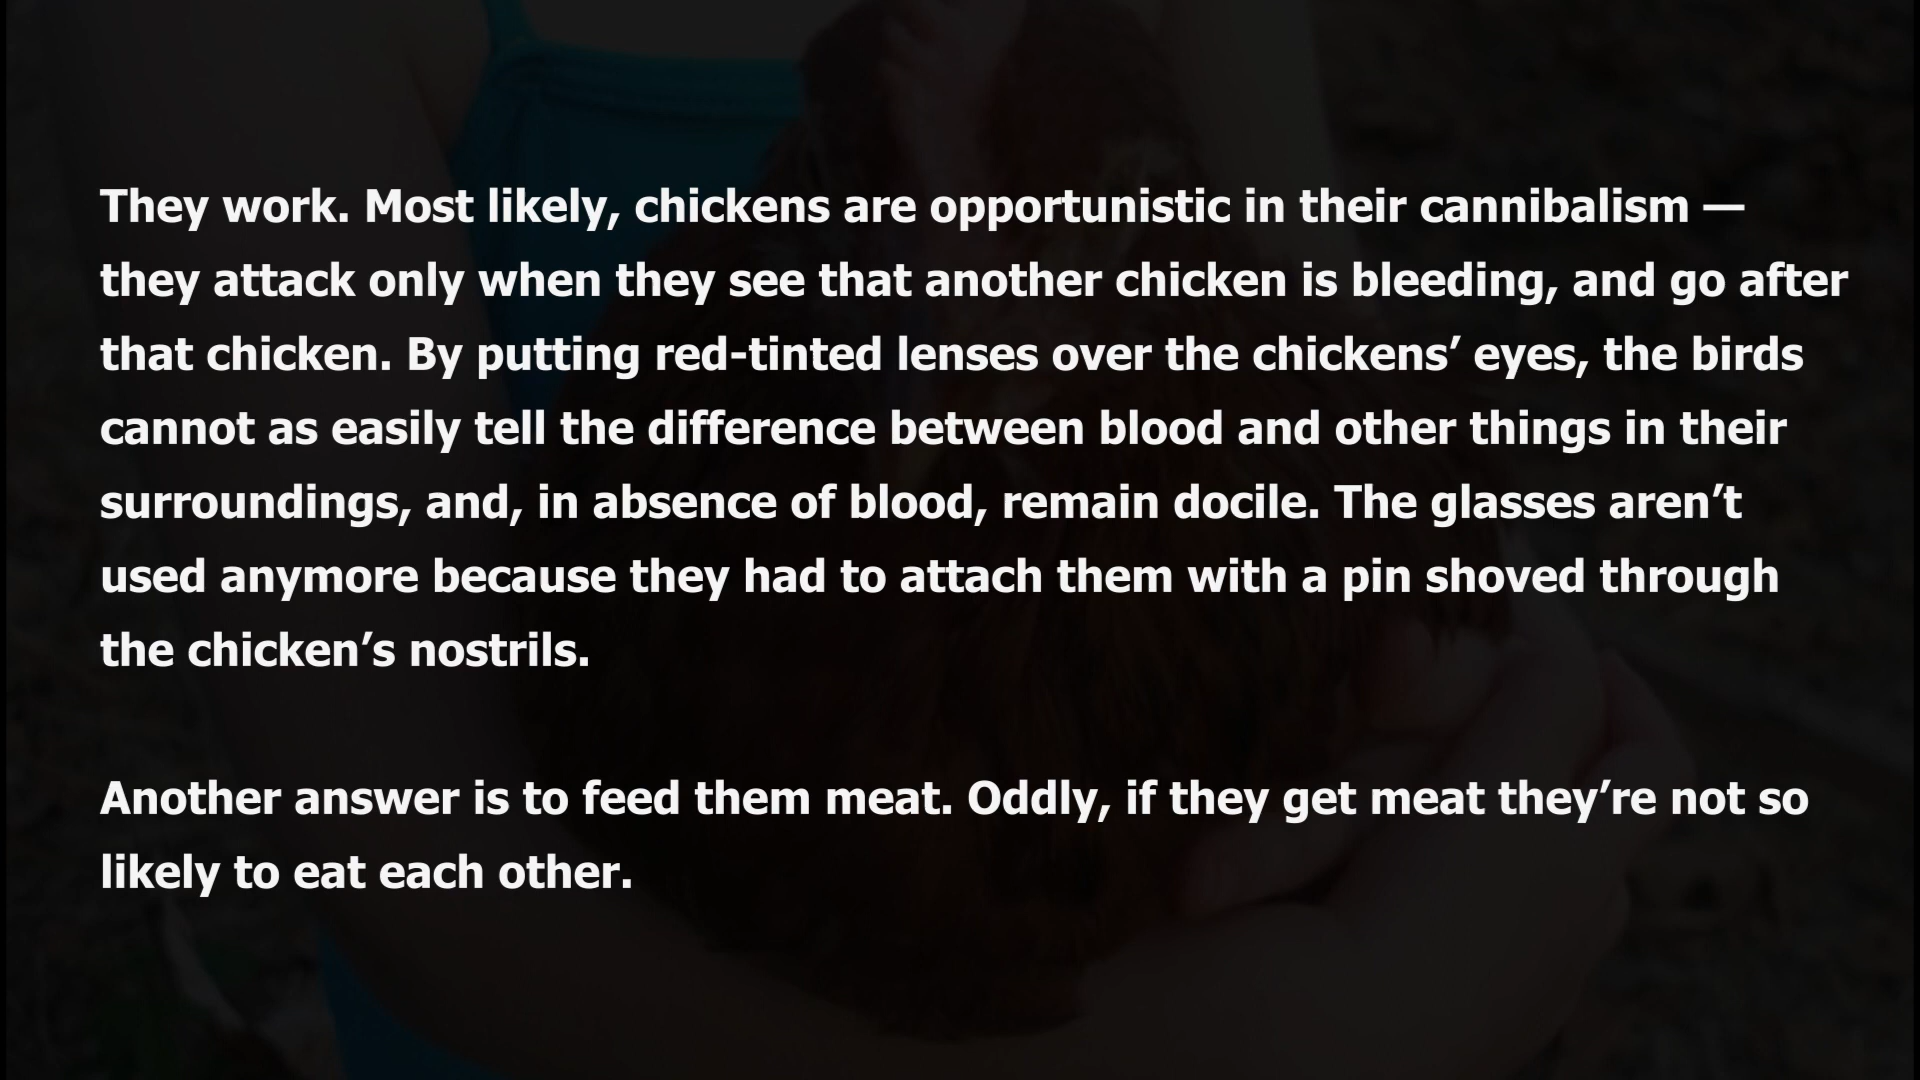 They work. Most likely, chickens are opportunistic in their cannibalism —
they attack only when they see that another chicken is bleeding, and go after
that chicken. By putting red-tinted lenses over the chickens’ eyes, the birds
cannot as easily tell the difference between blood and other things in their
surroundings, and, in absence of blood, remain docile. The glasses aren’t
used anymore because they had to attach them with a pin shoved through
the chicken’s nostrils.
Another answer is to feed them meat. Oddly, if they get meat they’re not so
likely to eat each other.